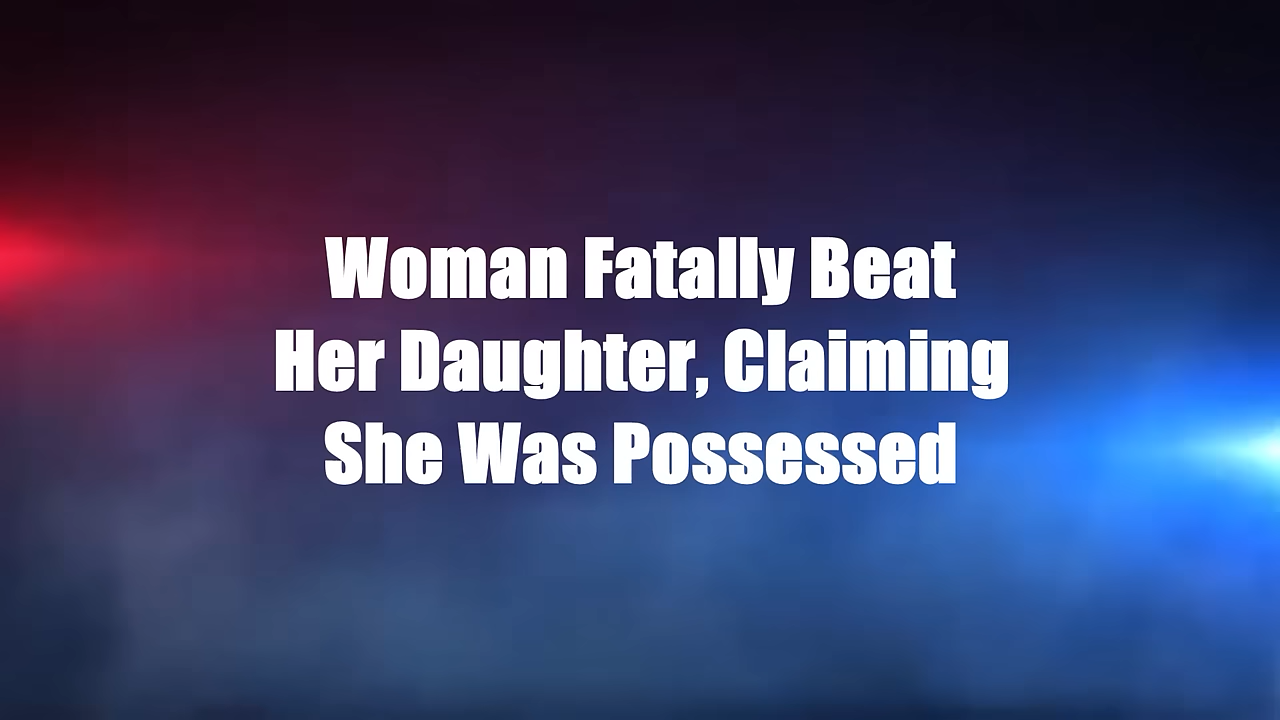 Woman Fatally Beat
Her Daughter, Claiming
She Was Possessed